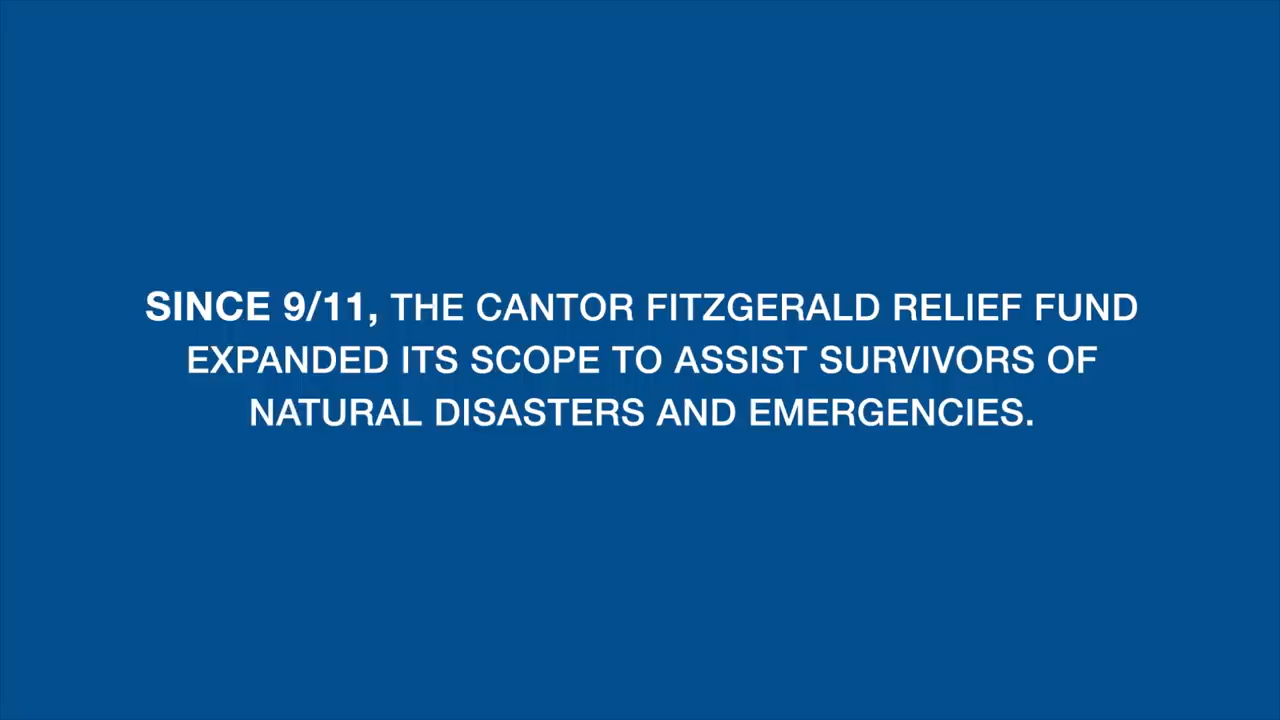 SINCE 9/11, THE CANTOR FITZGERALD RELIEF FUND
EXPANDED ITS SCOPE TO ASSIST SURVIVORS OF
NATURAL DISASTERS AND EMERGENCIES.